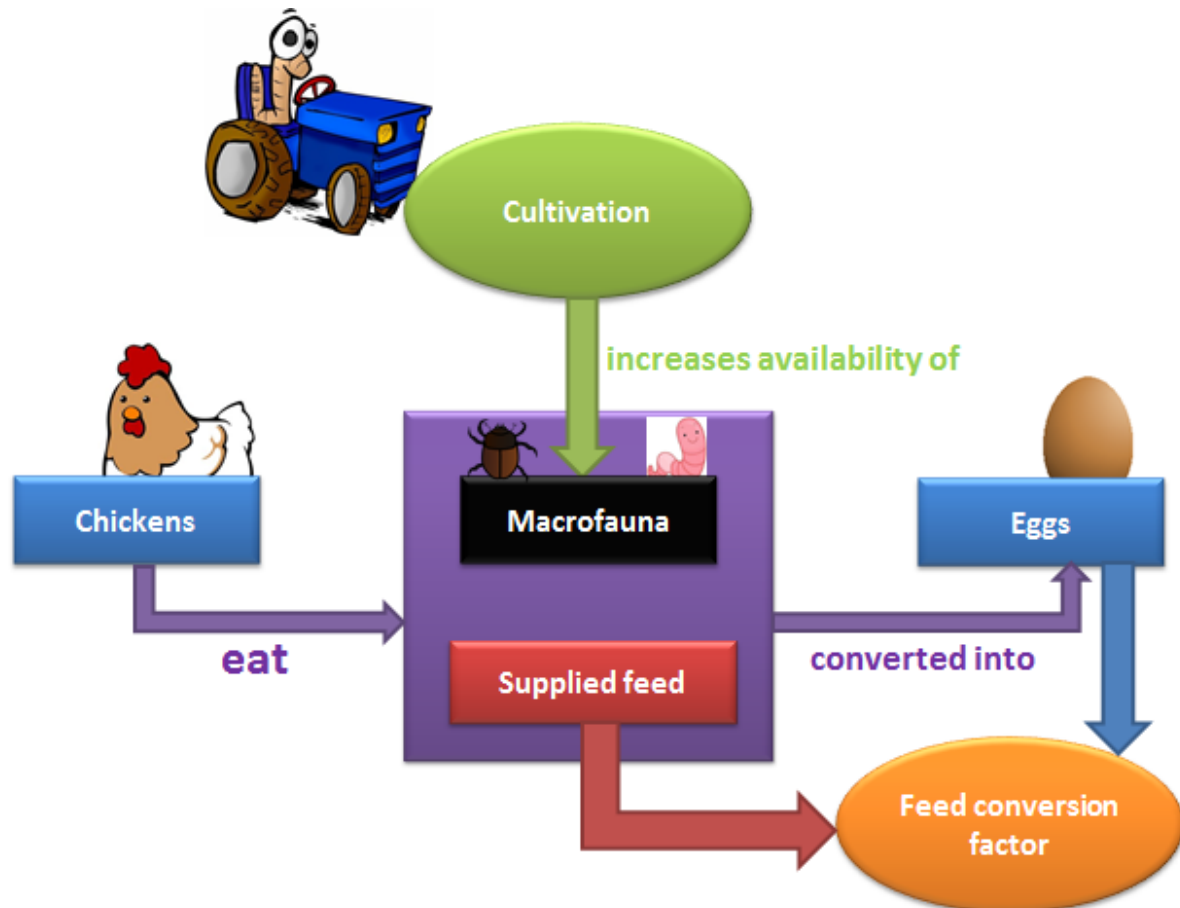 Cultivation
increases availability of
Chickens
Macrofauna
Eggs
eat
converted into
Supplied feed
Feed conversion
factor